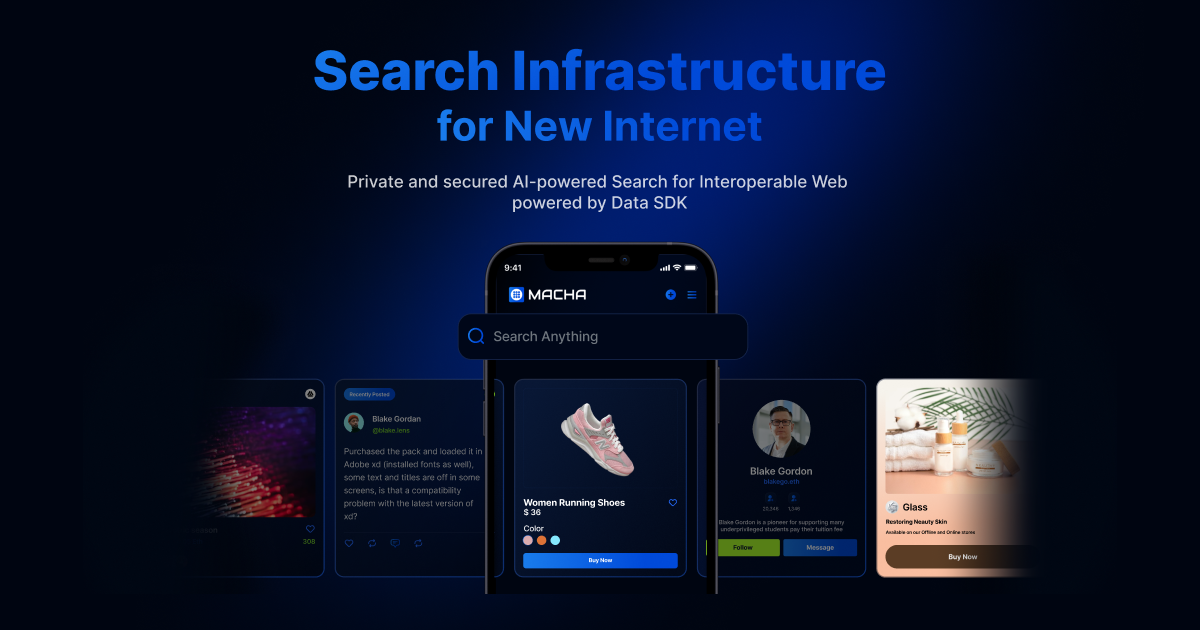 Search Infrastructure
for New Internet
Private and secured AI-powered Search for Interoperable Web
powered by Data SDK
9:41
MACHA
Search Anything
308
Recently Posted
Blake Gordan
@blake.lens
Purchased the pack and loaded it in
Adobe xd (installed fonts as well),
some text and titles are off in some
screens, is that a compatibility
problem with the latest version of
xd?
Women Running Shoes
$ 36
Color
Buy Now
Blake Gordon
blakego.eth
Blake Gordon is a pioneer for supporting many
underprivileged students pay their tuition fee
Follow
Message
Glass
Restoring Neauty Skin
Available on our Offline and Online stores
Buy Now